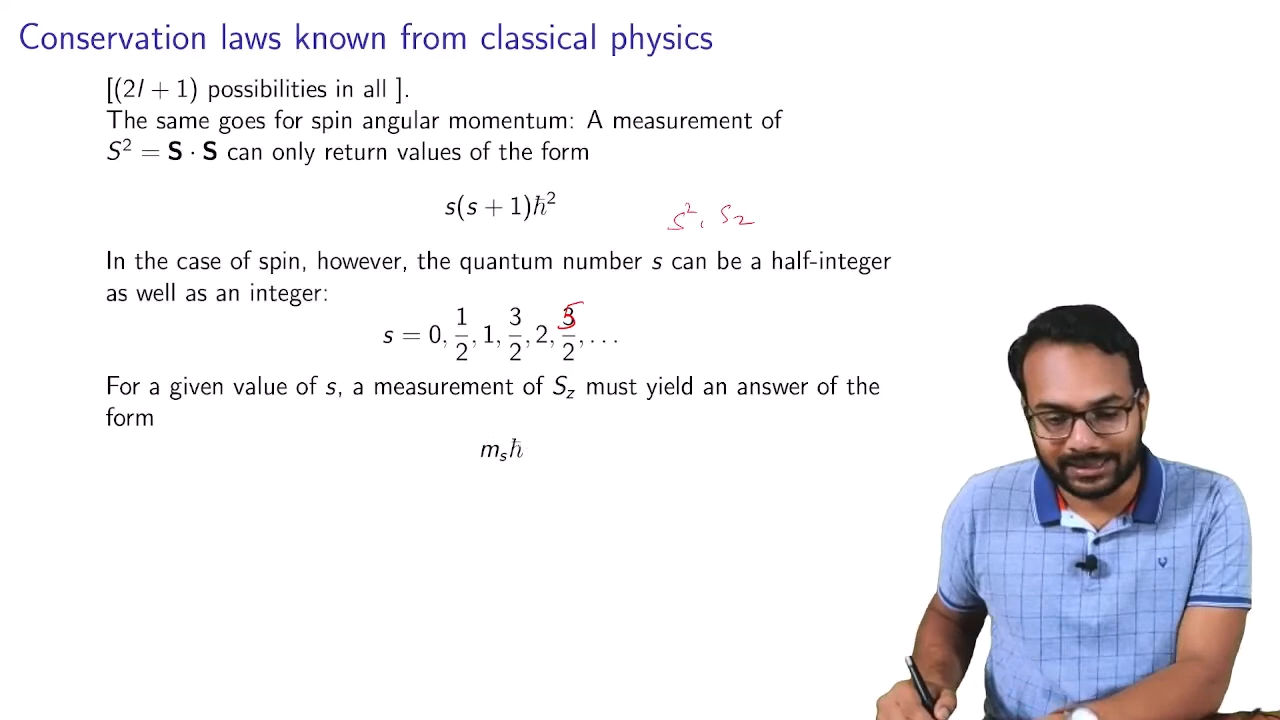 Conservation laws known from classical physics
[(2l + 1) possibilities in all ].
The same goes for spin angular momentum: A measurement of
S² = S · S can only return values of the form
s(s + 1)ħ²
S², S₂
In the case of spin, however, the quantum number s can be a half-integer
as well as an integer:
s = 0, 1/2, 1, 3/2, 2, 5/2, . . .
For a given value of s, a measurement of S_z must yield an answer of the
form
m_sħ